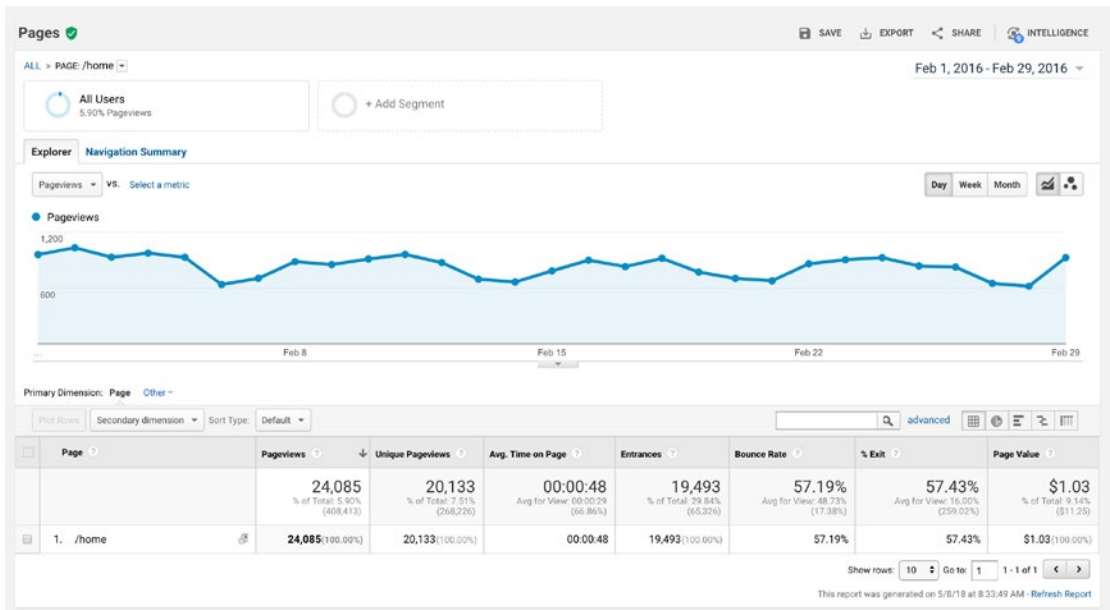 Pages
SAVE EXPORT SHARE INTELLIGENCE
ALL » PAGE: /home
Feb 1, 2016 - Feb 29, 2016
All Users
5.90% Pageviews
+ Add Segment
Explorer Navigation Summary
Pageviews VS. Select a metric
Day Week Month
Pageviews
1,200
600
... Feb 8 Feb 15 Feb 22 Feb 29
Primary Dimension: Page Other
Plot Rows Secondary dimension Sort Type: Default advanced
Page Pageviews Unique Pageviews Avg. Time on Page Entrances Bounce Rate % Exit Page Value
24,085 20,133 00:00:48 19,493 57.19% 57.43% $1.03
% of Total: 5.90% % of Total: 7.51% Avg for View: 00:00:29 % of Total: 29.84% Avg for View: 48.73% Avg for View: 16.00% % of Total: 9.14%
(408,413) (268,226) (66.86%) (65,326) (17.38%) (259.02%) ($11.25)
1. /home 24,085(100.00%) 20,133(100.00%) 00:00:48 19,493(100.00%) 57.19% 57.43% $1.03(100.00%)
Show rows: 10 Go to: 1 1 - 1 of 1
This report was generated on 5/8/18 at 8:33:49 AM - Refresh Report